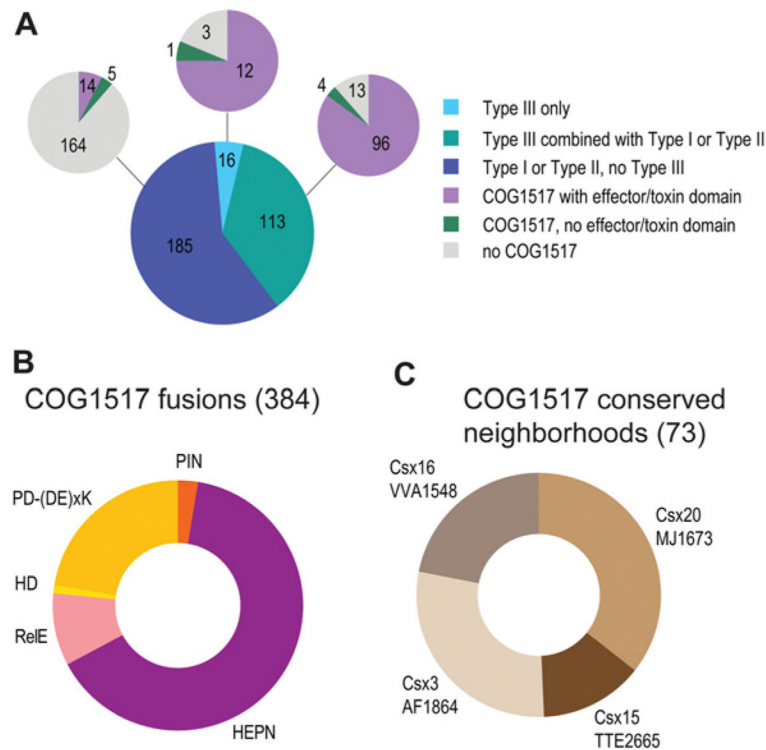 A
3
1
12
14
5
164
4
13
96
16
113
185
Type III only
Type III combined with Type I or Type II
Type I or Type II, no Type III
COG1517 with effector/toxin domain
COG1517, no effector/toxin domain
no COG1517
B
COG1517 fusions (384)
PIN
PD-(DE)xK
HD
RelE
HEPN
C
COG1517 conserved
neighborhoods (73)
Csx16
VVA1548
Csx20
MJ1673
Csx3
AF1864
Csx15
TTE2665